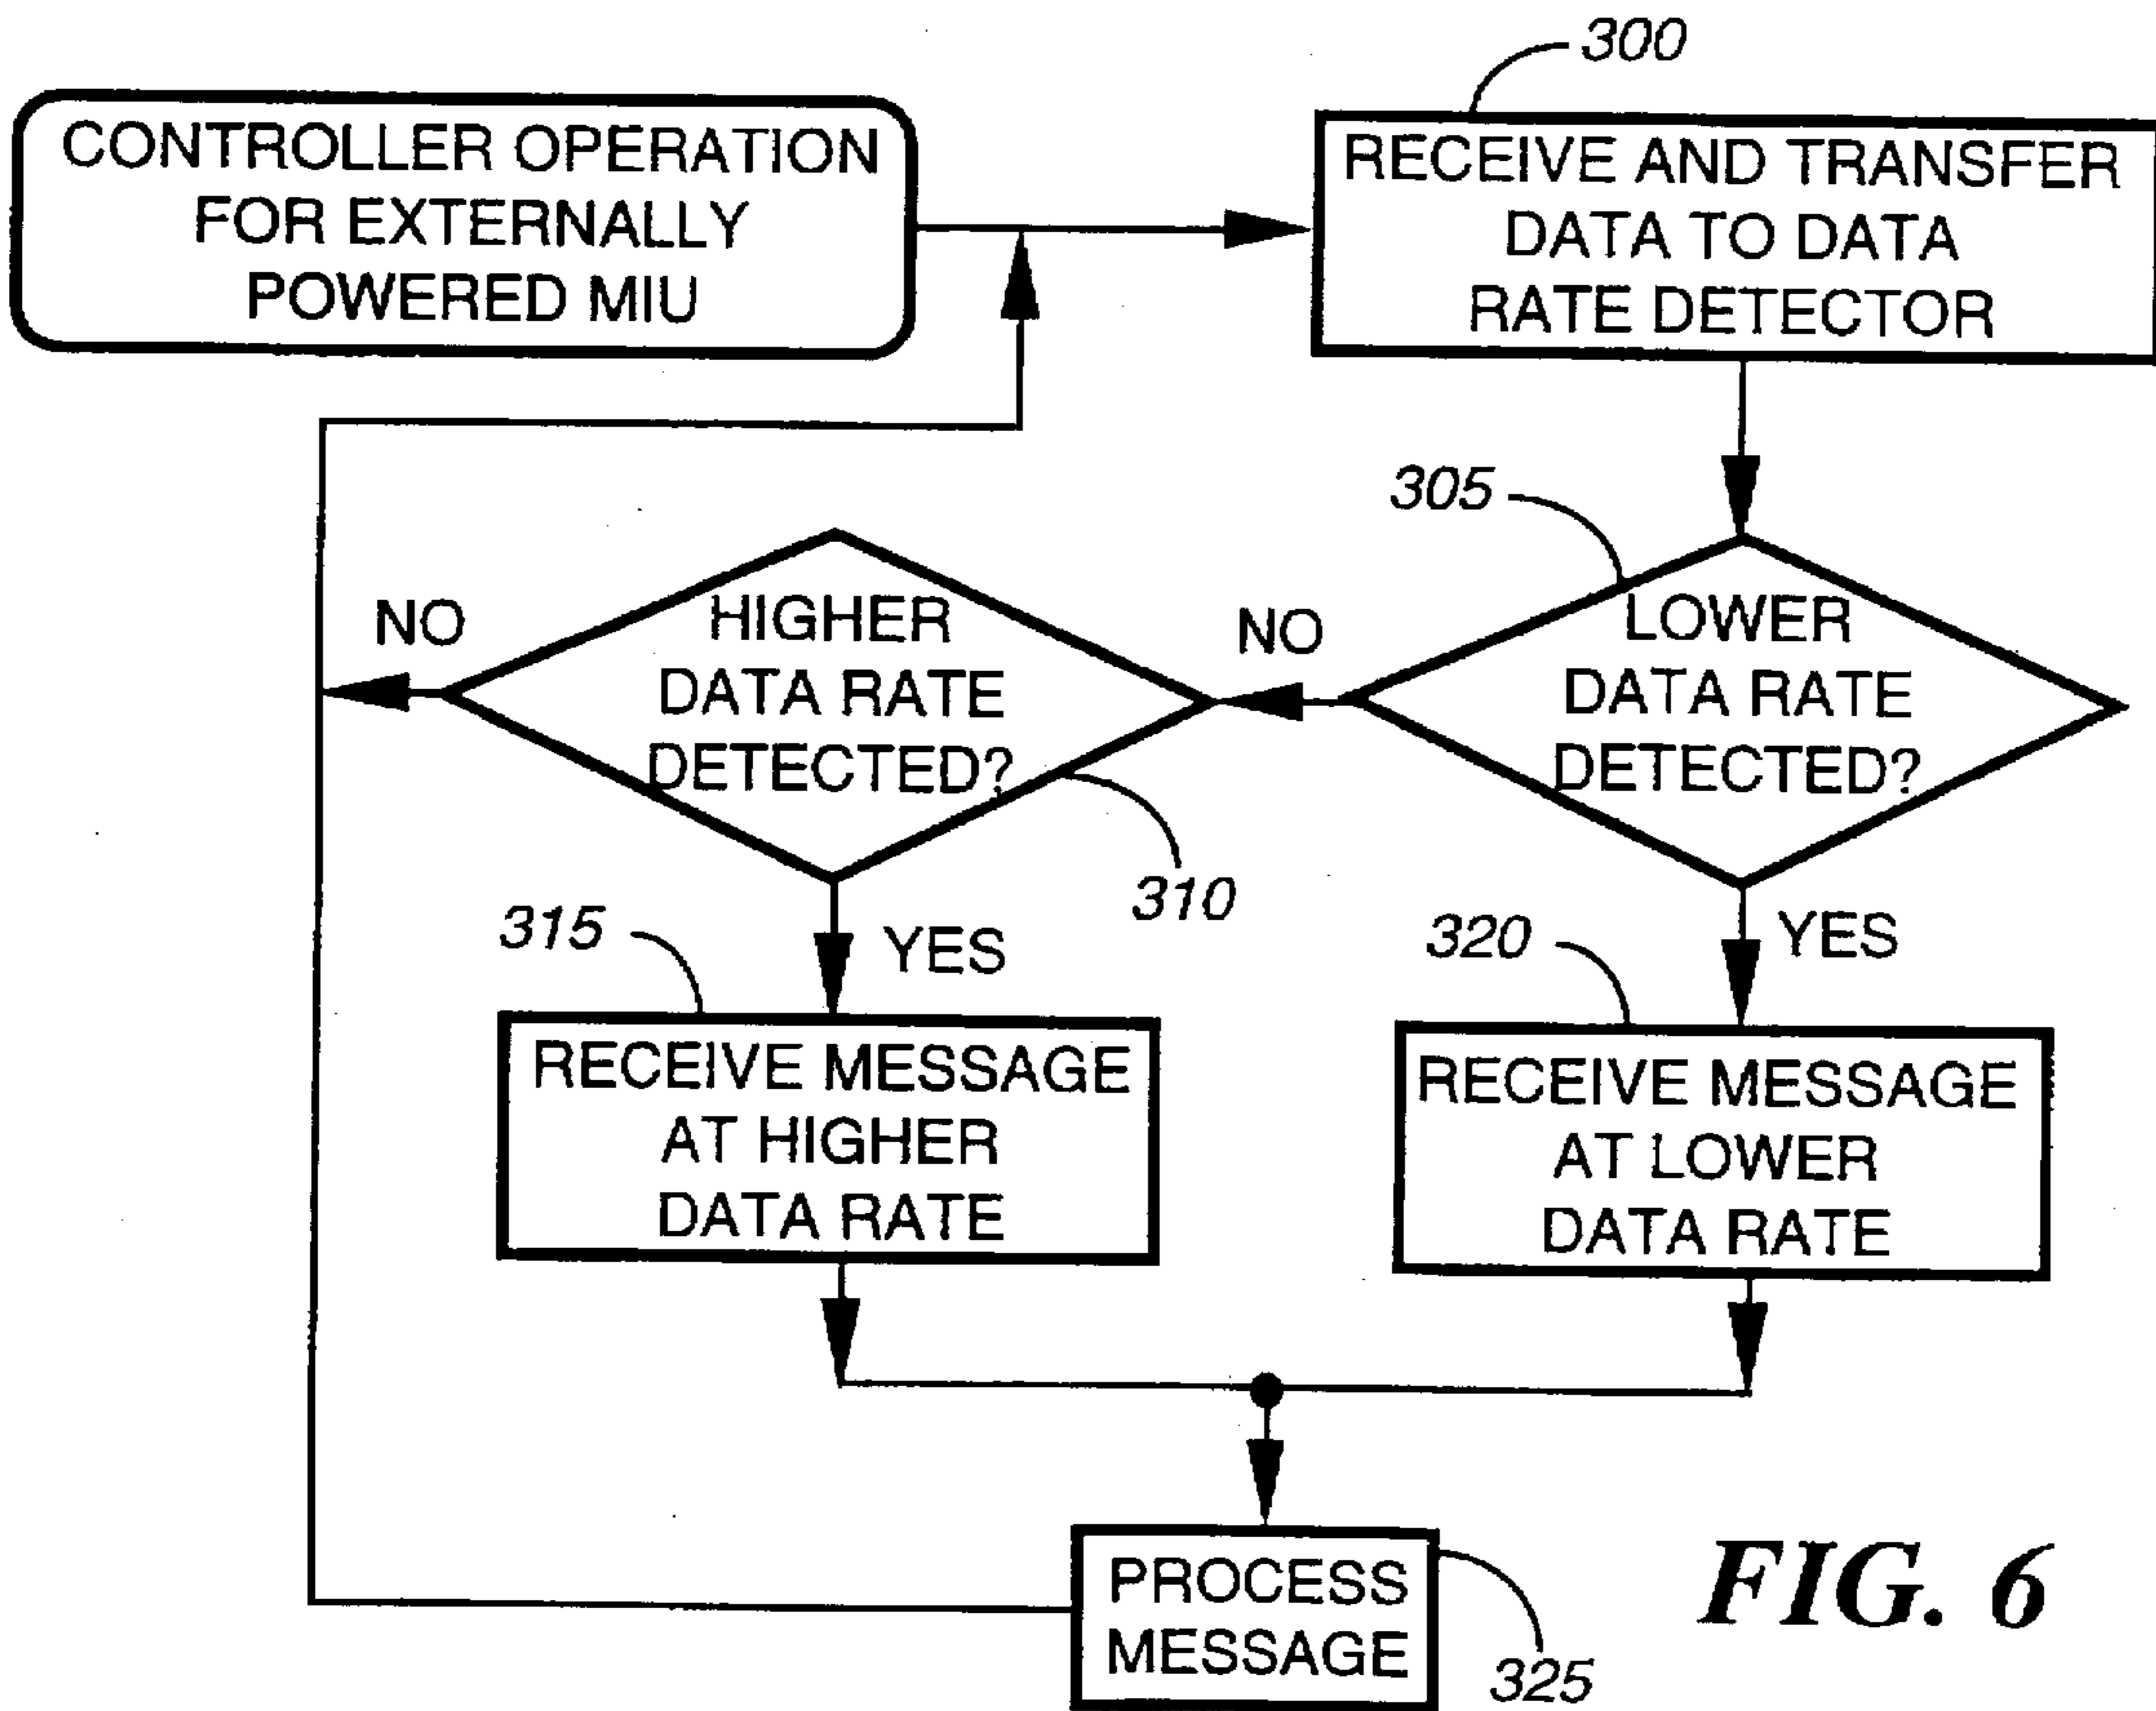 300
CONTROLLER OPERATION
FOR EXTERNALLY
POWERED MIU
RECEIVE AND TRANSFER
DATA TO DATA
RATE DETECTOR
305
NO
HIGHER
DATA RATE
DETECTED?
NO
LOWER
DATA RATE
DETECTED?
310
315
YES
320
YES
RECEIVE MESSAGE
AT HIGHER
DATA RATE
RECEIVE MESSAGE
AT LOWER
DATA RATE
PROCESS
MESSAGE
325
FIG. 6